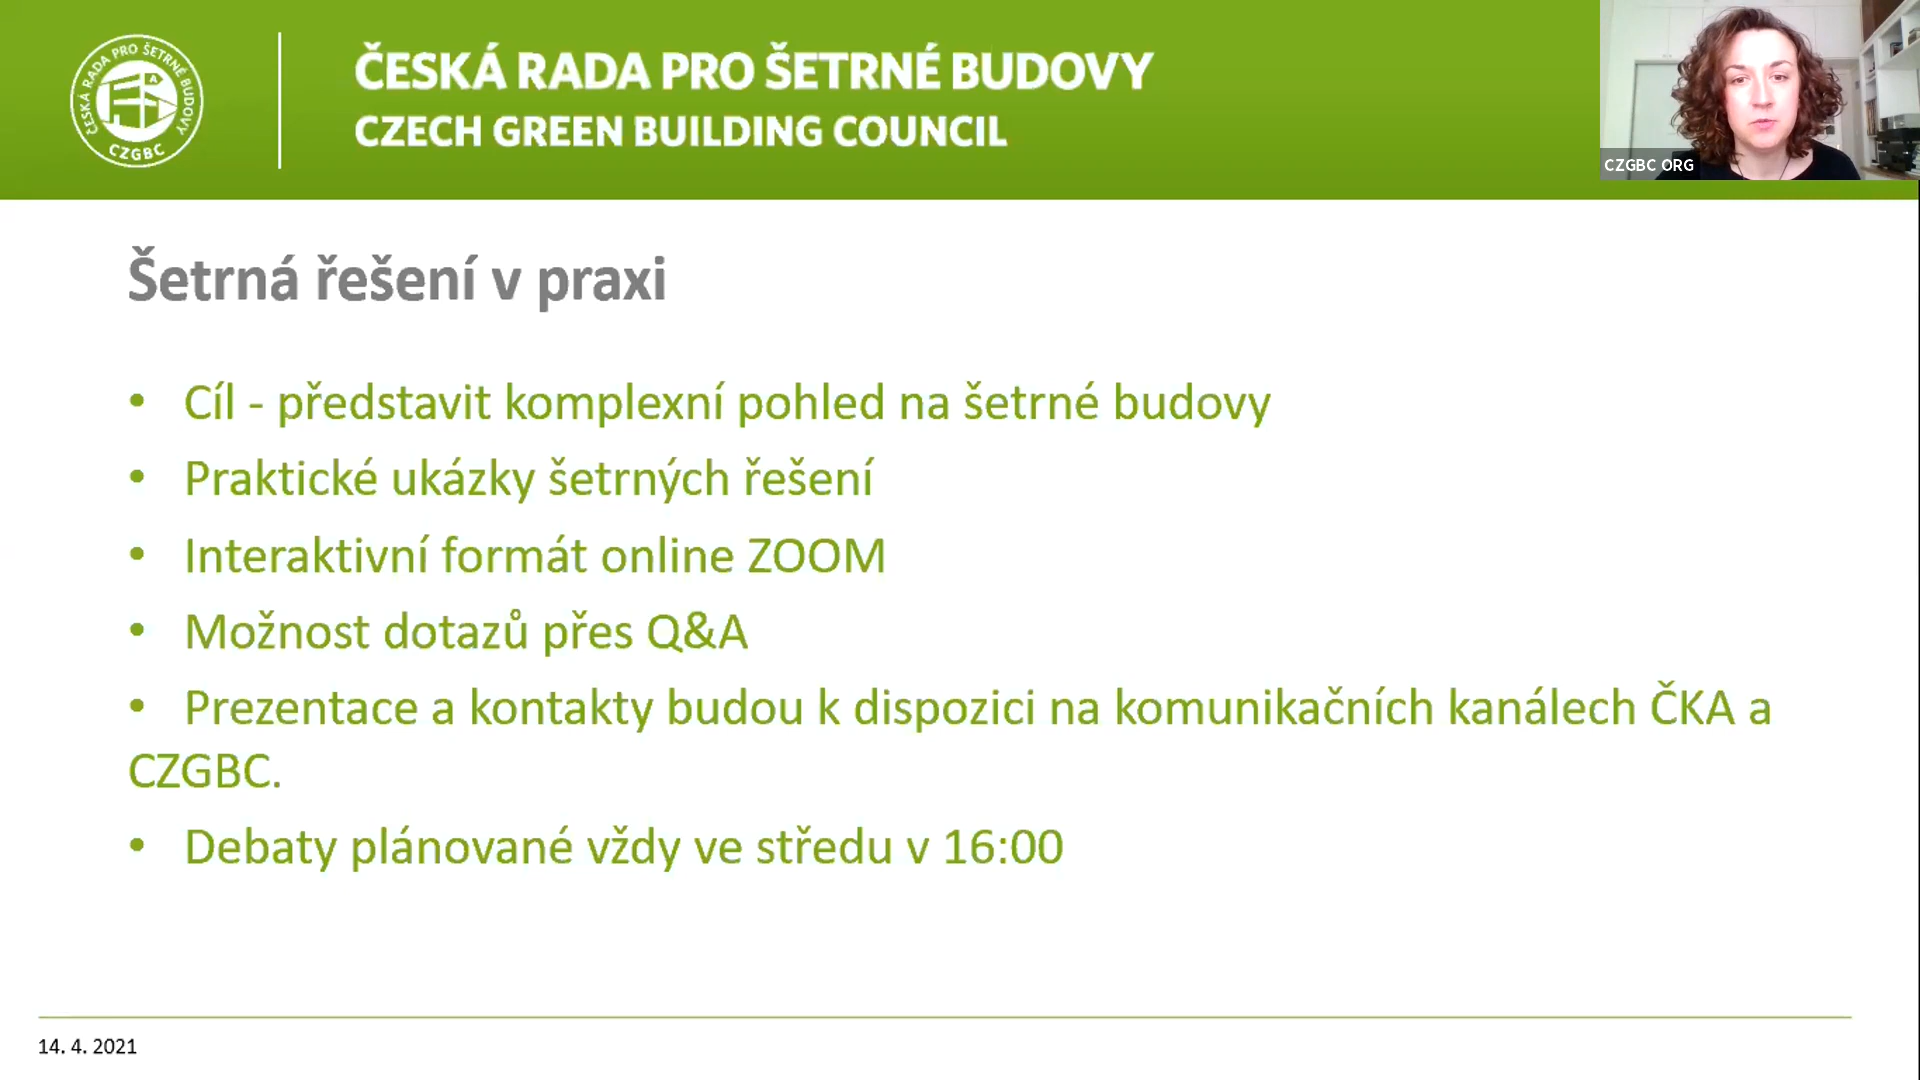 ČESKÁ RADA PRO ŠETRNÉ BUDOVY
CZGBC
ČESKÁ RADA PRO ŠETRNÉ BUDOVY
CZECH GREEN BUILDING COUNCIL
CZGBC ORG
Šetrná řešení v praxi
• Cíl - představit komplexní pohled na šetrné budovy
• Praktické ukázky šetrných řešení
• Interaktivní formát online ZOOM
• Možnost dotazů přes Q&A
• Prezentace a kontakty budou k dispozici na komunikačních kanálech ČKA a
CZGBC.
• Debaty plánované vždy ve středu v 16:00
14. 4. 2021